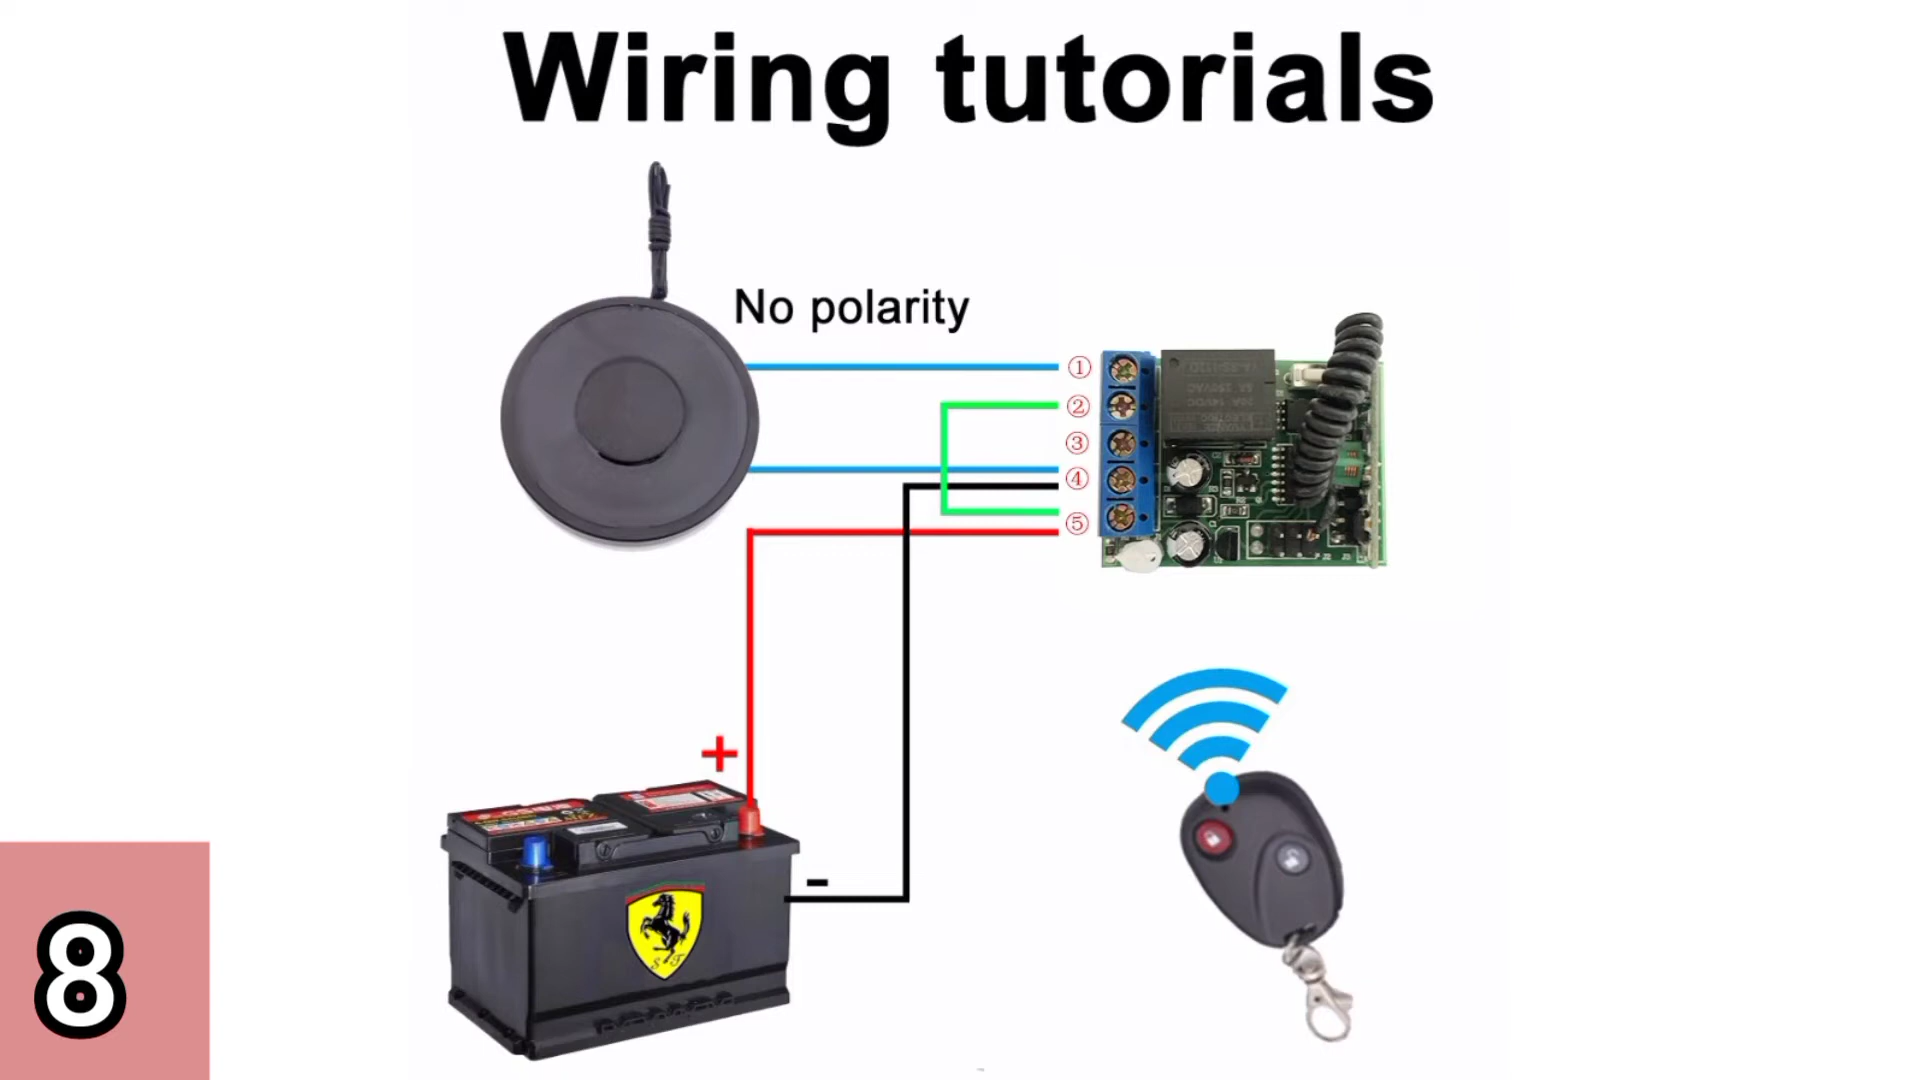 Wiring tutorials
No polarity
①
②
③
④
⑤
+
-
S F
8